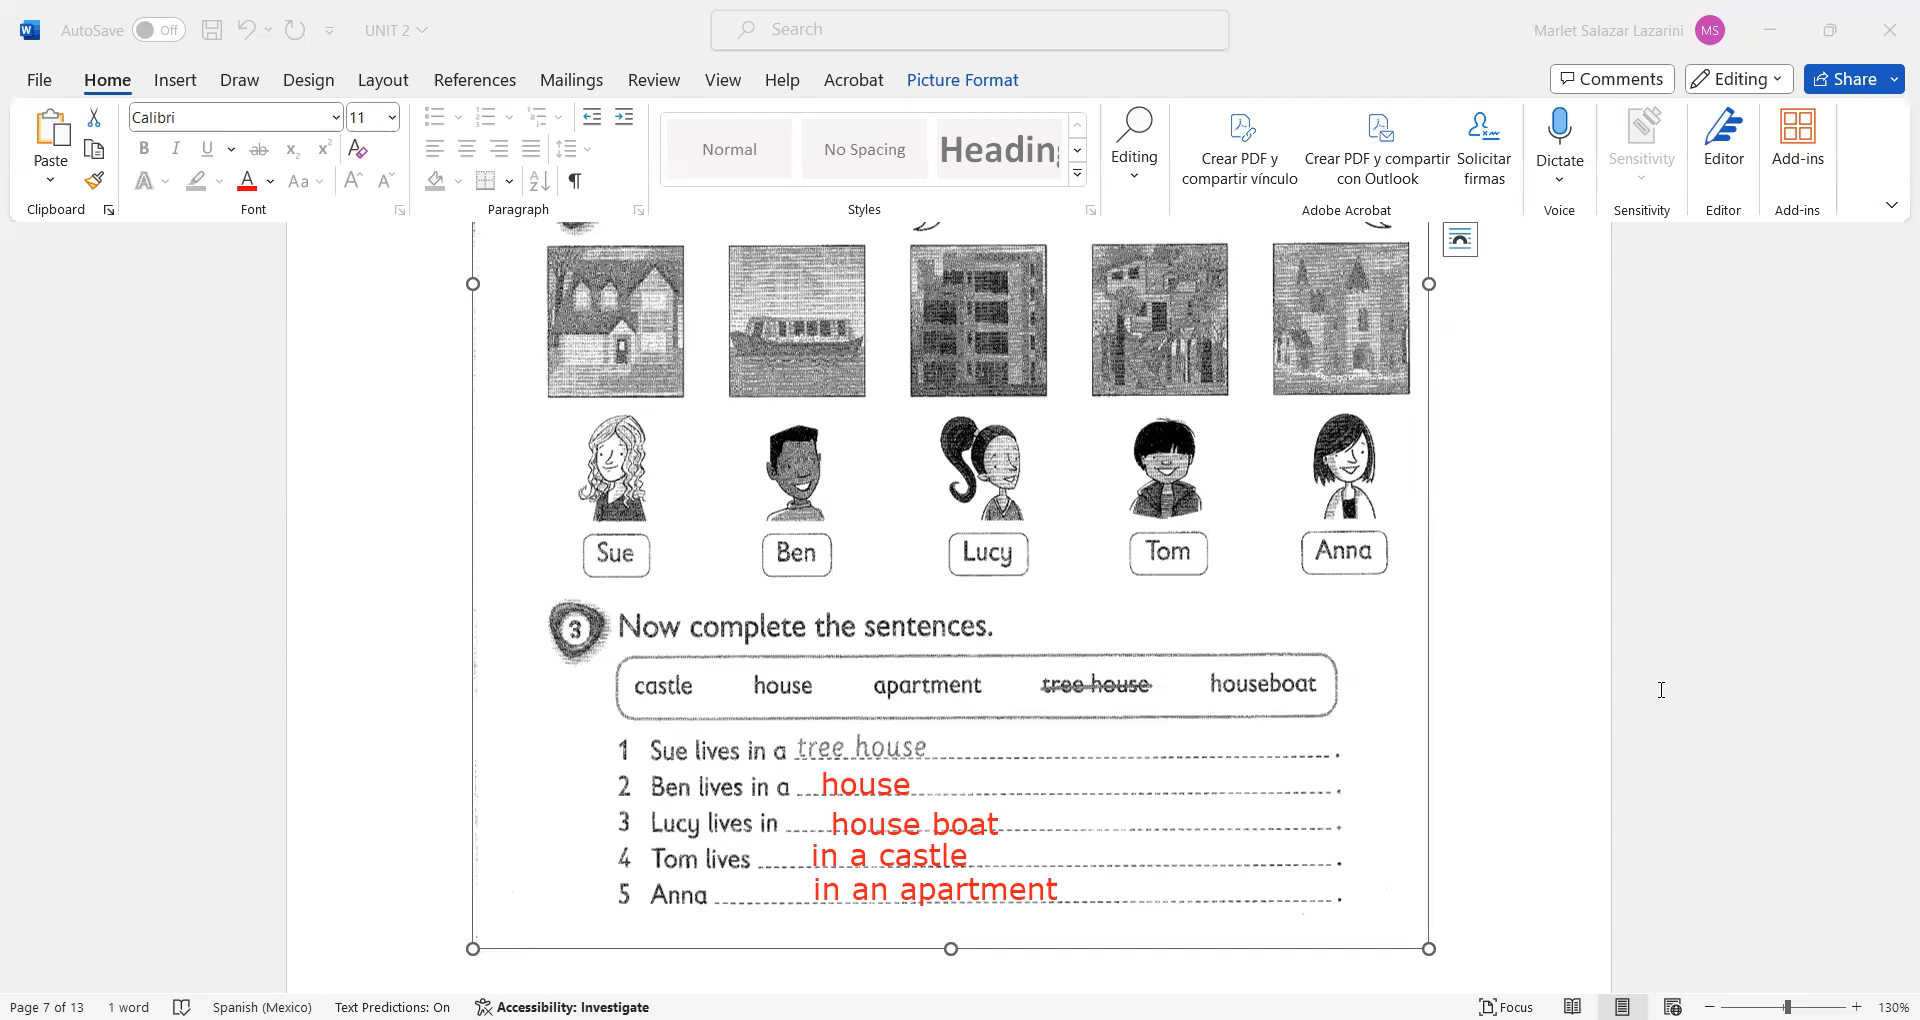 AutoSave Off UNIT 2 Search Marlet Salazar Lazarini MS
File Home Insert Draw Design Layout References Mailings Review View Help Acrobat Picture Format Comments Editing Share
Paste
Clipboard
Calibri 11
B I U ab x₂ x²
A A Aa A A
Font
A Z
Paragraph
Normal No Spacing Headin
Styles
Editing
Crear PDF y compartir vínculo
Crear PDF y compartir con Outlook
Solicitar firmas
Adobe Acrobat
Dictate
Voice
Sensitivity
Sensitivity
Editor
Editor
Add-ins
Add-ins
Sue Ben Lucy Tom Anna
3 Now complete the sentences.
castle house apartment tree house houseboat
1 Sue lives in a tree house.
2 Ben lives in a house.
3 Lucy lives in house boat.
4 Tom lives in a castle.
5 Anna in an apartment.
Page 7 of 13 1 word Spanish (Mexico) Text Predictions: On Accessibility: Investigate Focus 130%